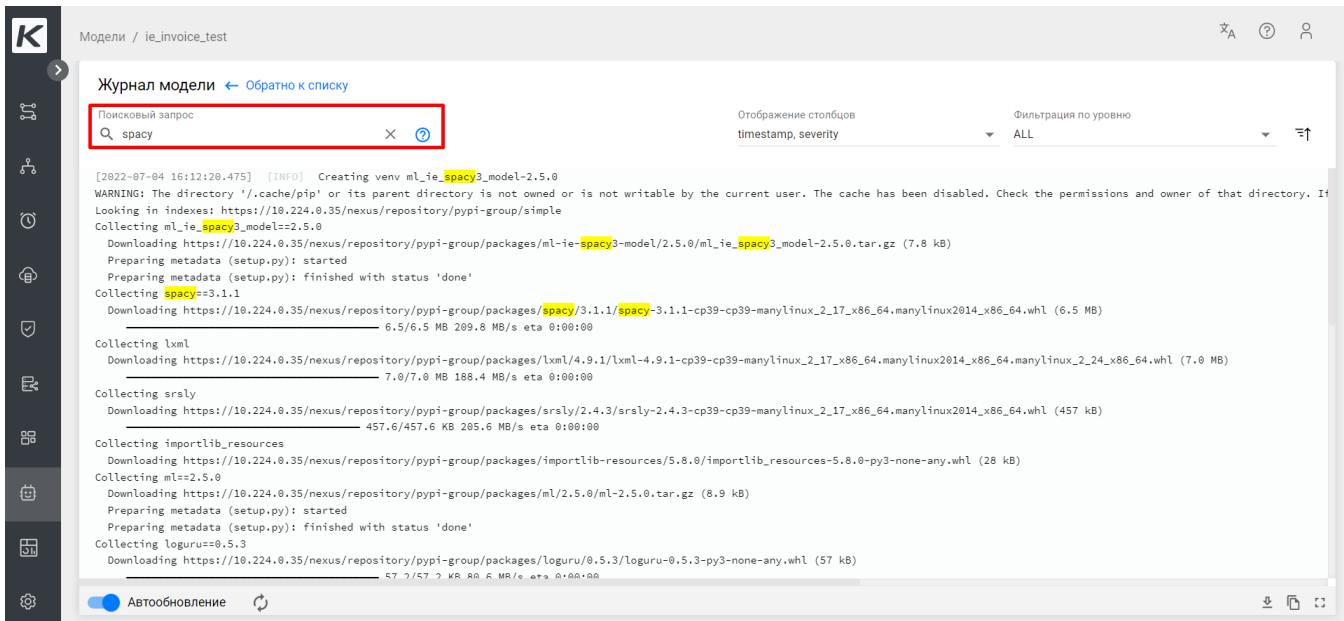 K
Модели / ie_invoice_test
Журнал модели ← Обратно к списку
Поисковый запрос
spacy
Отображение столбцов
timestamp, severity
Фильтрация по уровню
ALL
[2022-07-04 16:12:20.475] [INFO] Creating venv ml_ie_spacy3_model-2.5.0
WARNING: The directory '/.cache/pip' or its parent directory is not owned or is not writable by the current user. The cache has been disabled. Check the permissions and owner of that directory. If
Looking in indexes: https://10.224.0.35/nexus/repository/pypi-group/simple
Collecting ml_ie_spacy3_model==2.5.0
Downloading https://10.224.0.35/nexus/repository/pypi-group/packages/ml-ie-spacy3-model/2.5.0/ml_ie_spacy3_model-2.5.0.tar.gz (7.8 kB)
Preparing metadata (setup.py): started
Preparing metadata (setup.py): finished with status 'done'
Collecting spacy==3.1.1
Downloading https://10.224.0.35/nexus/repository/pypi-group/packages/spacy/3.1.1/spacy-3.1.1-cp39-cp39-manylinux_2_17_x86_64.manylinux2014_x86_64.whl (6.5 MB)
6.5/6.5 MB 209.8 MB/s eta 0:00:00
Collecting lxml
Downloading https://10.224.0.35/nexus/repository/pypi-group/packages/lxml/4.9.1/lxml-4.9.1-cp39-cp39-manylinux_2_17_x86_64.manylinux2014_x86_64.manylinux_2_24_x86_64.whl (7.0 MB)
7.0/7.0 MB 188.4 MB/s eta 0:00:00
Collecting srsly
Downloading https://10.224.0.35/nexus/repository/pypi-group/packages/srsly/2.4.3/srsly-2.4.3-cp39-cp39-manylinux_2_17_x86_64.manylinux2014_x86_64.whl (457 kB)
457.6/457.6 KB 205.6 MB/s eta 0:00:00
Collecting importlib_resources
Downloading https://10.224.0.35/nexus/repository/pypi-group/packages/importlib-resources/5.8.0/importlib_resources-5.8.0-py3-none-any.whl (28 kB)
Collecting ml==2.5.0
Downloading https://10.224.0.35/nexus/repository/pypi-group/packages/ml/2.5.0/ml-2.5.0.tar.gz (8.9 kB)
Preparing metadata (setup.py): started
Preparing metadata (setup.py): finished with status 'done'
Collecting loguru==0.5.3
Downloading https://10.224.0.35/nexus/repository/pypi-group/packages/loguru/0.5.3/loguru-0.5.3-py3-none-any.whl (57 kB)
57.2/57.2 KB 80.6 MB/s eta 0:00:00
Автообновление